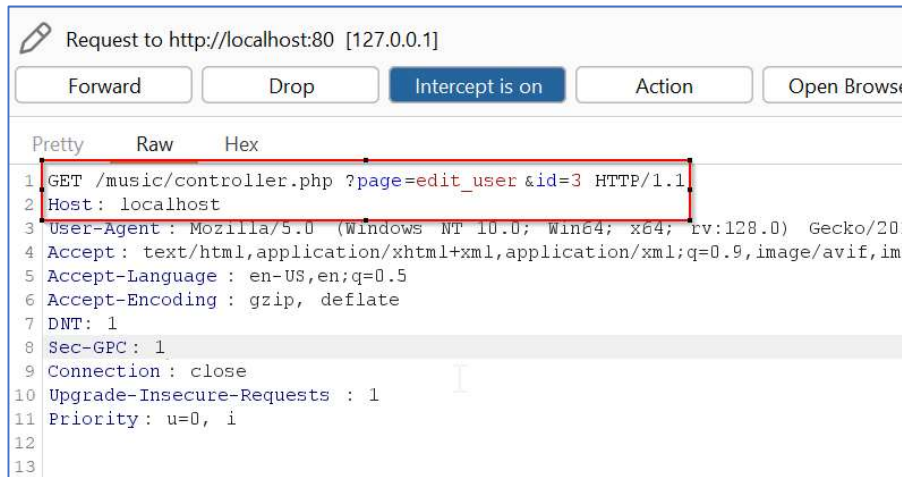 Request to http://localhost:80 [127.0.0.1]
Forward Drop Intercept is on Action Open Browse
Pretty Raw Hex
1 GET /music/controller.php ?page=edit_user &id=3 HTTP/1.1
2 Host: localhost
3 User-Agent: Mozilla/5.0 (Windows NT 10.0; Win64; x64; rv:128.0) Gecko/201
4 Accept: text/html,application/xhtml+xml,application/xml;q=0.9,image/avif,im
5 Accept-Language : en-US,en;q=0.5
6 Accept-Encoding : gzip, deflate
7 DNT: 1
8 Sec-GPC: 1
9 Connection : close
10 Upgrade-Insecure-Requests : 1
11 Priority: u=0, i
12
13